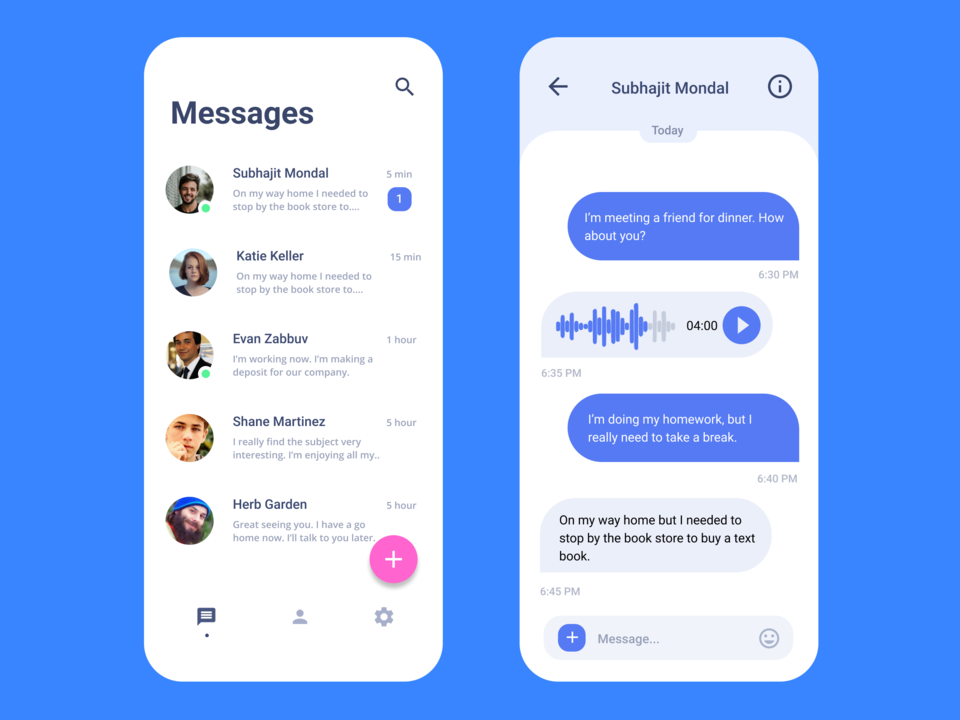 Messages
Subhajit Mondal
5 min
On my way home I needed to
stop by the book store to....
1
Katie Keller
15 min
On my way home I needed to
stop by the book store to....
Evan Zabbuv
1 hour
I'm working now. I'm making a
deposit for our company.
Shane Martinez
5 hour
I really find the subject very
interesting. I'm enjoying all my..
Herb Garden
5 hour
Great seeing you. I have a go
home now. I'll talk to you later.
Subhajit Mondal
Today
I'm meeting a friend for dinner. How
about you?
6:30 PM
04:00
6:35 PM
I'm doing my homework, but I
really need to take a break.
6:40 PM
On my way home but I needed to
stop by the book store to buy a text
book.
6:45 PM
Message...